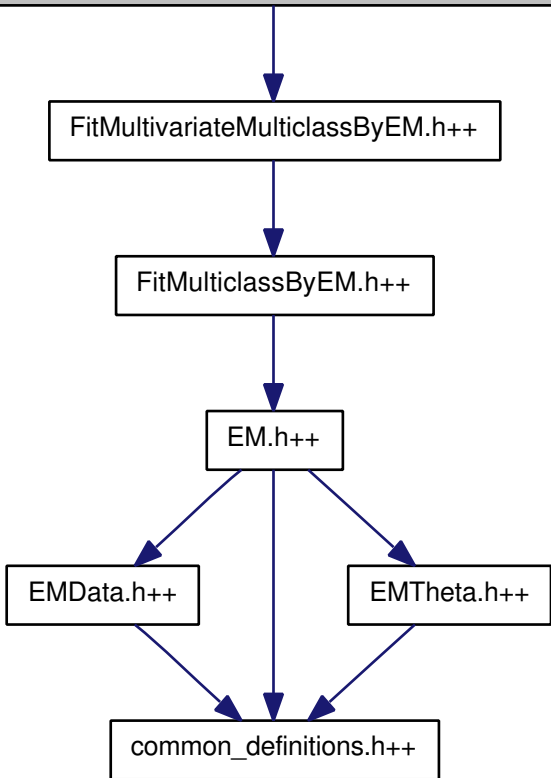 FitMultivariateMulticlassByEM.h++
FitMulticlassByEM.h++
EM.h++
EMData.h++
EMTheta.h++
common_definitions.h++